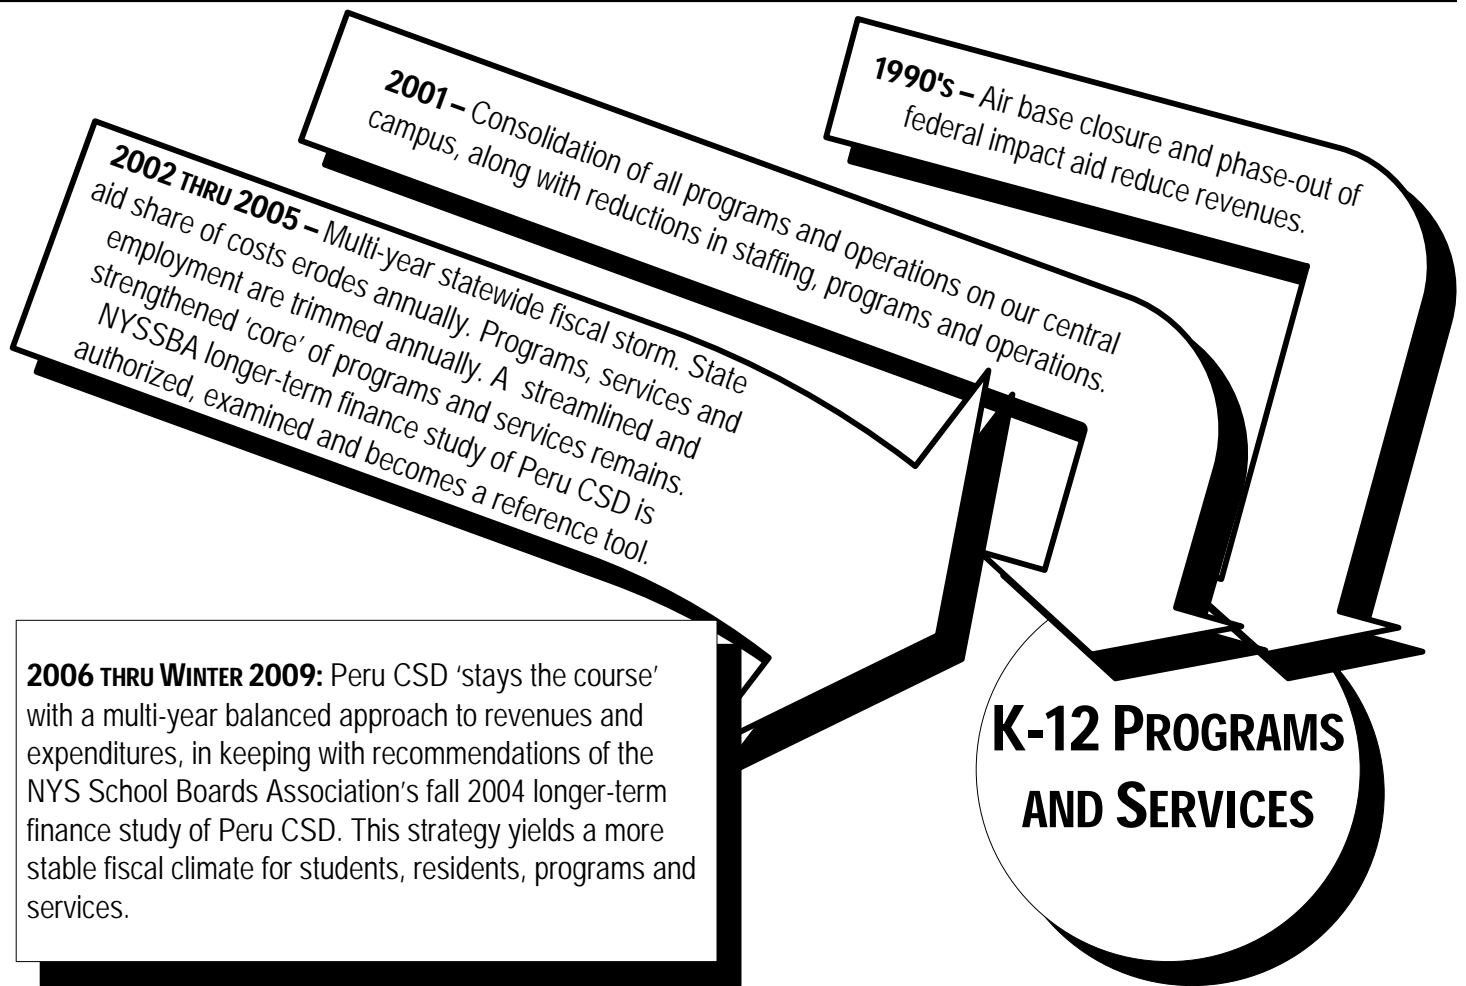 1990's – Air base closure and phase-out of
federal impact aid reduce revenues.
2001 – Consolidation of all programs and operations on our central
campus, along with reductions in staffing, programs and operations.
2002 THRU 2005 – Multi-year statewide fiscal storm. State
aid share of costs erodes annually. Programs, services and
employment are trimmed annually. A streamlined and
strengthened 'core' of programs and services remains.
NYSSBA longer-term finance study of Peru CSD is
authorized, examined and becomes a reference tool.
2006 THRU WINTER 2009: Peru CSD 'stays the course'
with a multi-year balanced approach to revenues and
expenditures, in keeping with recommendations of the
NYS School Boards Association's fall 2004 longer-term
finance study of Peru CSD. This strategy yields a more
stable fiscal climate for students, residents, programs and
services.
K-12 PROGRAMS
AND SERVICES